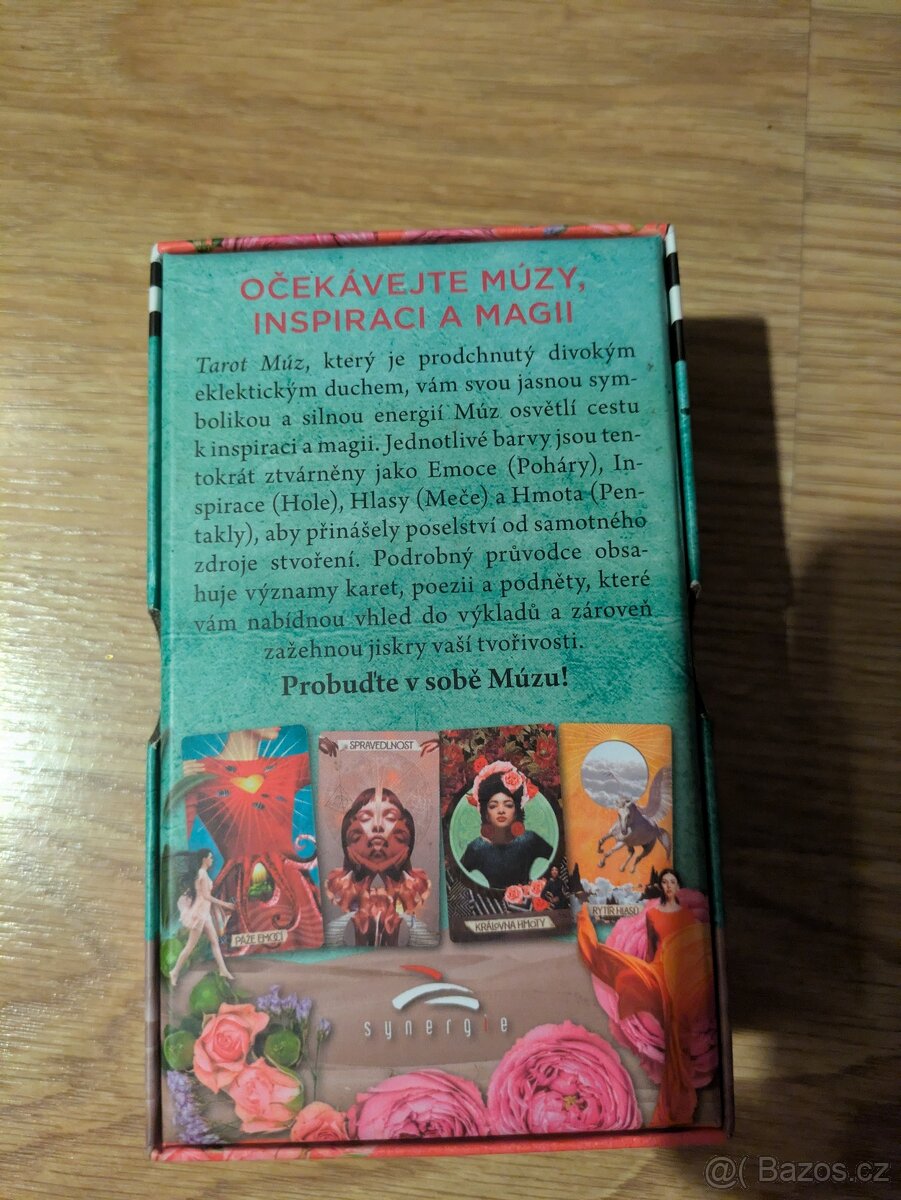 OČEKÁVEJTE MÚZY,
INSPIRACI A MAGII
Tarot Múz, který je prodchnutý divokým
eklektickým duchem, vám svou jasnou sym-
bolikou a silnou energií Múz osvětlí cestu
k inspiraci a magii. Jednotlivé barvy jsou ten-
tokrát ztvárněny jako Emoce (Poháry), In-
spirace (Hole), Hlasy (Meče) a Hmota (Pen-
takly), aby přinášely poselství od samotného
zdroje stvoření. Podrobný průvodce obsa-
huje významy karet, poezii a podněty, které
vám nabídnou vhled do výkladů a zároveň
zažehnou jiskry vaší tvořivosti.
Probuďte v sobě Múzu!
PÁŽE EMOCÍ
SPRAVEDLNOST
KRÁLOVNA HMOTY
RYTÍŘ HLASŮ
synergie
@( Bazos.cz